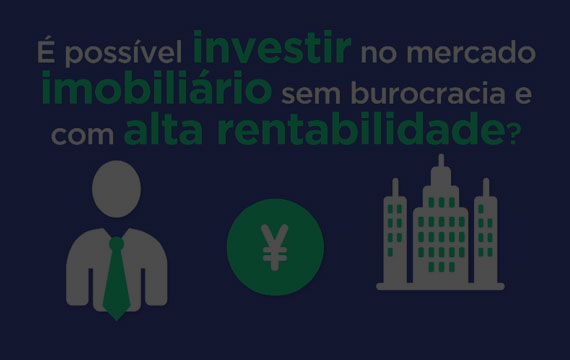 É possível investir no mercado
imobiliário sem burocracia e
com alta rentabilidade?
¥